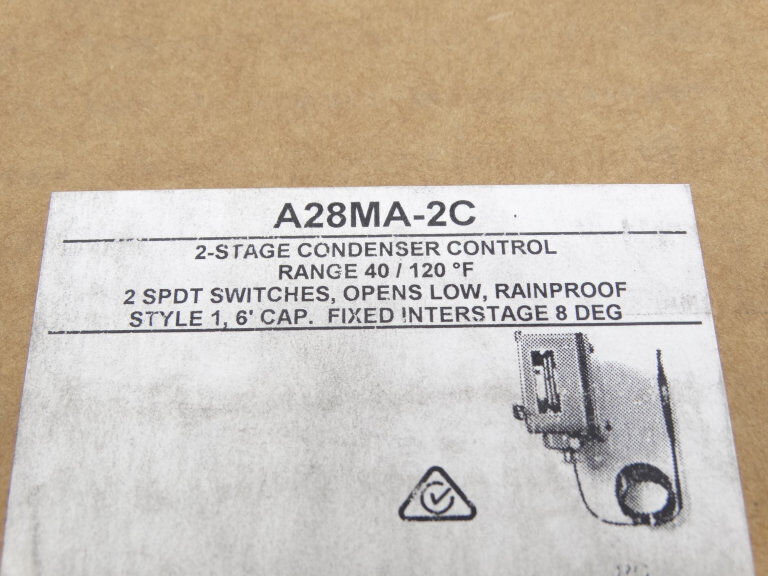 A28MA-2C
2-STAGE CONDENSER CONTROL
RANGE 40 / 120 °F
2 SPDT SWITCHES, OPENS LOW, RAINPROOF
STYLE 1, 6' CAP. FIXED INTERSTAGE 8 DEG